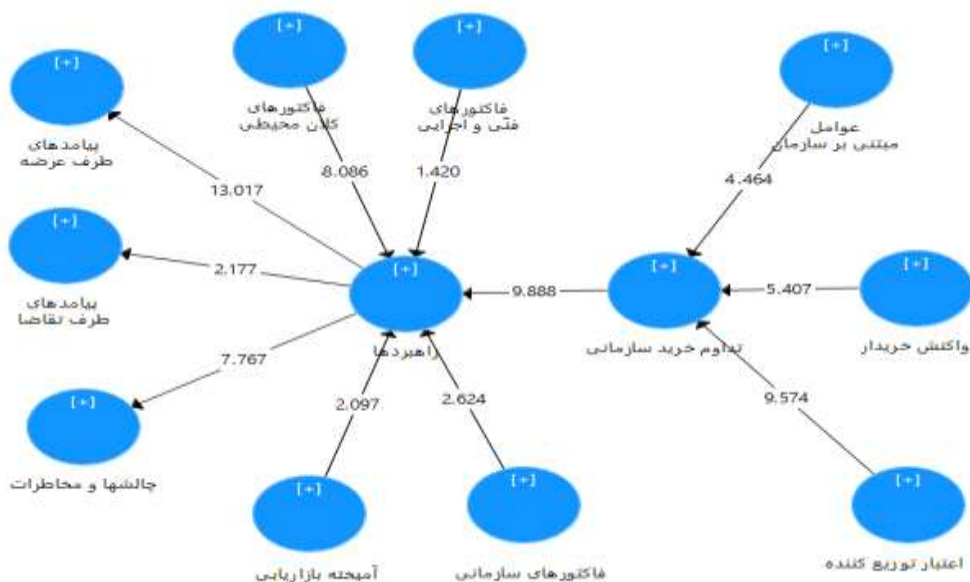 [+]
[+]
[+]
[+]
فاکتورهای
کلان محیطی
فاکتورهای
فنّی و اجرایی
پیامدهای
طرف عرضه
عوامل
مبتنی بر سازمان
8.086
1.420
4.464
13.017
[+]
[+]
[+]
[+]
2.177
9.888
5.407
پیامدهای
طرف تقاضا
راهبردها
تداوم خرید سازمانی
واکنش خریدار
7.767
2.097
2.624
9.574
[+]
چالشها و مخاطرات
[+]
[+]
[+]
آمیخته بازاریابی
فاکتورهای سازمانی
اعتبار توزیع کننده